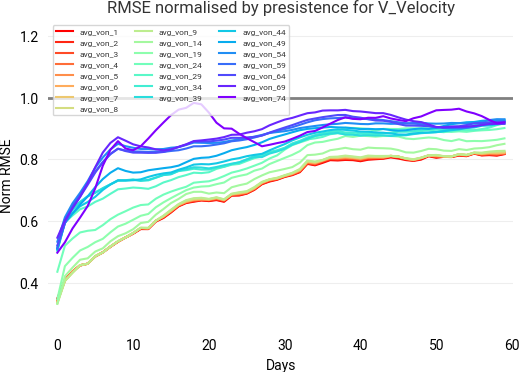 RMSE normalised by presistence for V_Velocity
avg_von_1
avg_von_2
avg_von_3
avg_von_4
avg_von_5
avg_von_6
avg_von_7
avg_von_8
avg_von_9
avg_von_14
avg_von_19
avg_von_24
avg_von_29
avg_von_34
avg_von_39
avg_von_44
avg_von_49
avg_von_54
avg_von_59
avg_von_64
avg_von_69
avg_von_74
1.2
1.0
0.8
0.6
0.4
Norm RMSE
0 10 20 30 40 50 60
Days